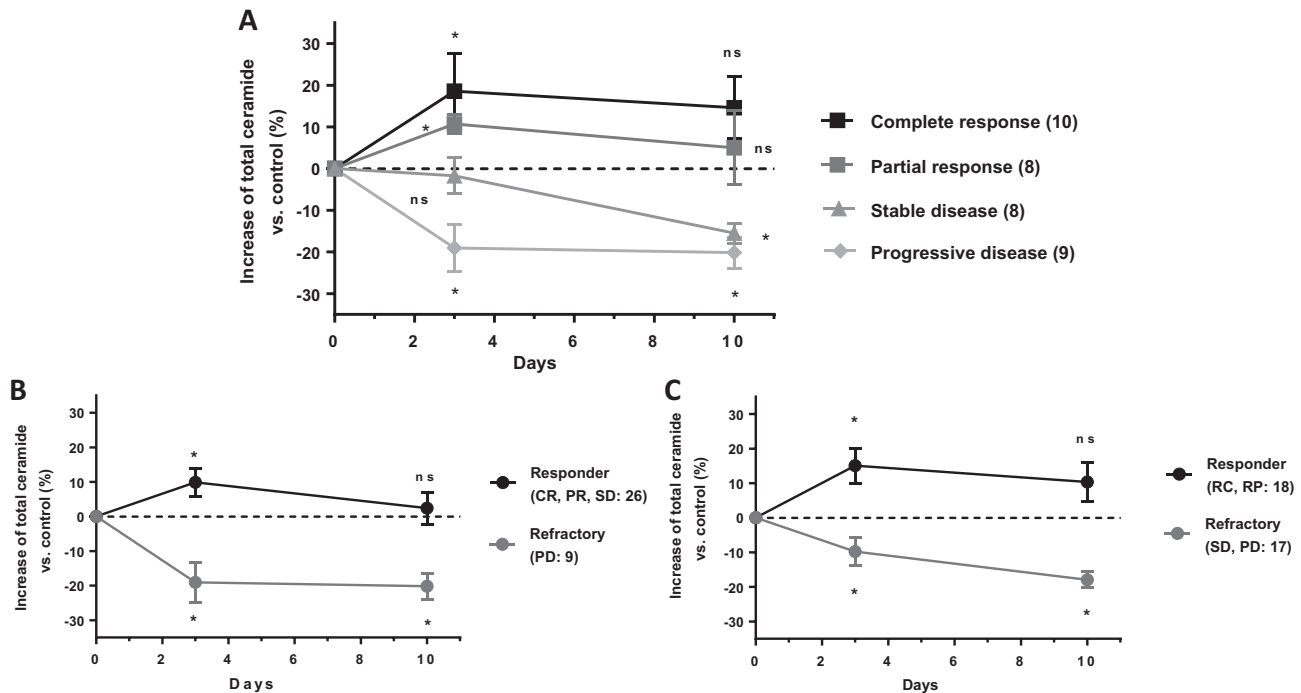 A
Increase of total ceramide
vs. control (%)
30
20
10
0
-10
-20
-30
*
ns
*
ns
ns
*
*
*
0
2
4
6
8
10
Days
Complete response (10)
Partial response (8)
Stable disease (8)
Progressive disease (9)
B
Increase of total ceramide
vs. control (%)
30
20
10
0
-10
-20
-30
*
ns
*
*
0
2
4
6
8
10
Days
Responder
(CR, PR, SD: 26)
Refractory
(PD: 9)
C
Increase of total ceramide
vs. control (%)
30
20
10
0
-10
-20
-30
*
ns
*
*
0
2
4
6
8
10
Days
Responder
(RC, RP: 18)
Refractory
(SD, PD: 17)